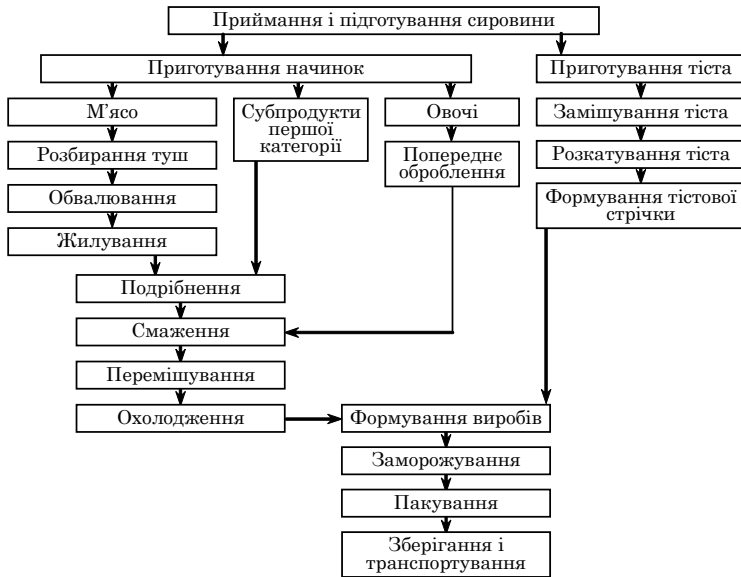 Приймання і підготування сировини
Приготування начинок
Приготування тіста
М'ясо
Субпродукти
першої
категорії
Овочі
Замішування тіста
Розбирання туш
Попереднє
оброблення
Розкатування тіста
Обвалювання
Формування тістової
стрічки
Жилування
Подрібнення
Смаження
Перемішування
Охолодження
Формування виробів
Заморожування
Пакування
Зберігання і
транспортування